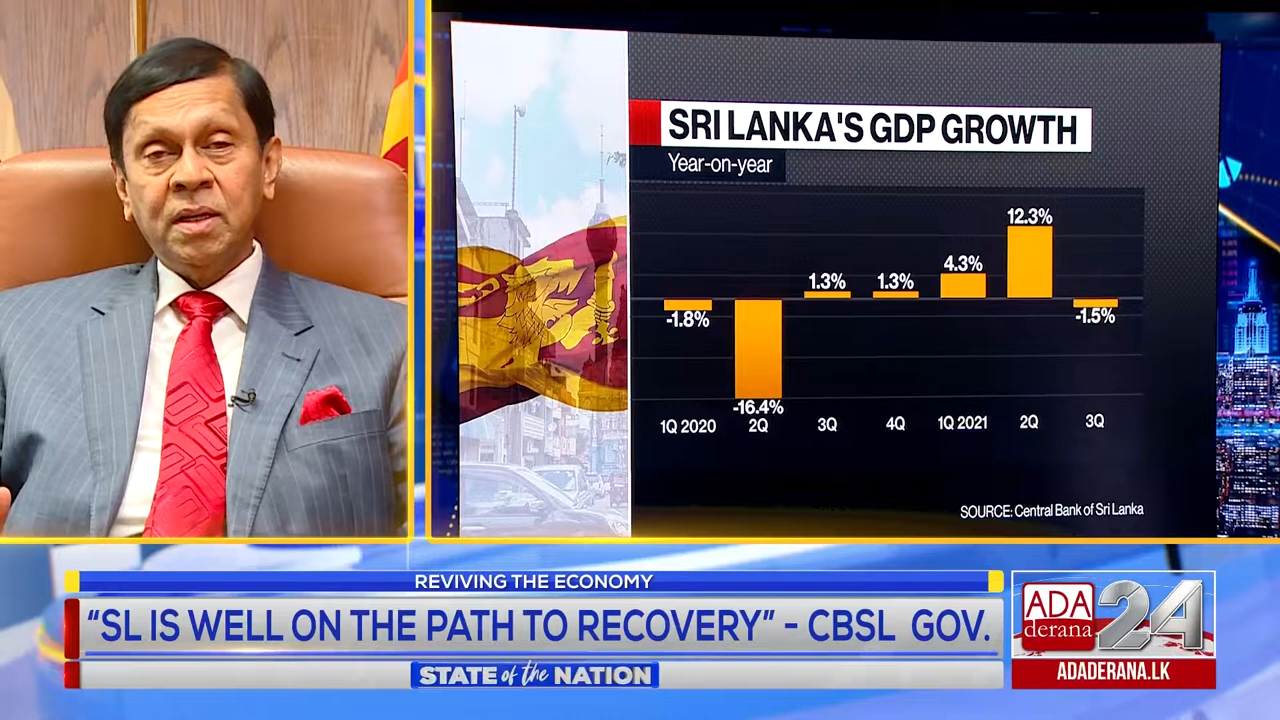 SRI LANKA'S GDP GROWTH
Year-on-year
-1.8%
-16.4%
1.3%
1.3%
4.3%
12.3%
-1.5%
1Q 2020 2Q 3Q 4Q 1Q 2021 2Q 3Q
SOURCE: Central Bank of Sri Lanka
REVIVING THE ECONOMY
“SL IS WELL ON THE PATH TO RECOVERY” - CBSL GOV.
STATE of the NATION
ADA
derana
24
ADADERANA.LK